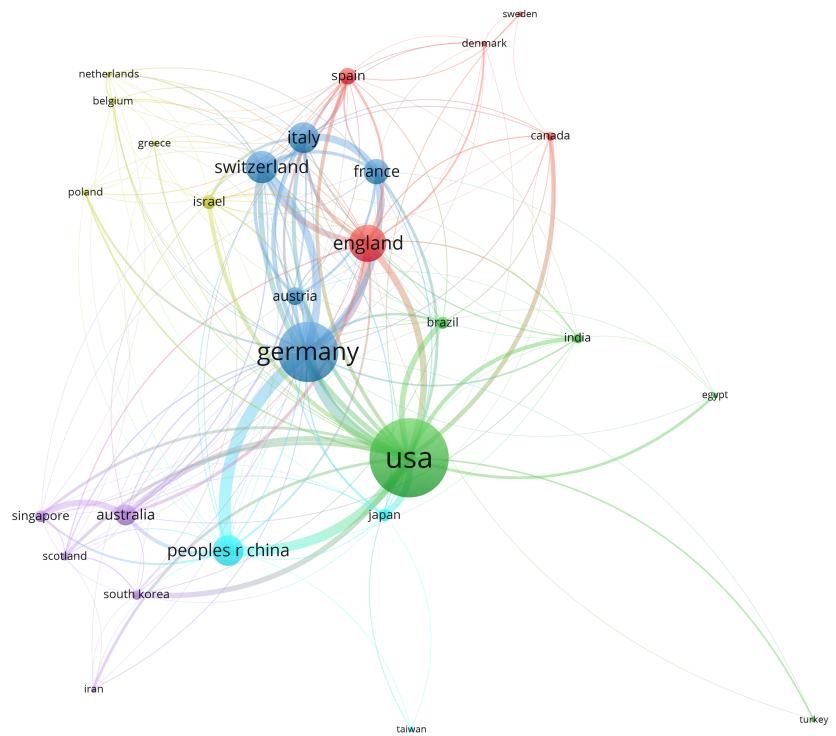 sweden
denmark
netherlands
spain
belgium
canada
italy
greece
switzerland
france
poland
israel
england
austria
brazil
india
germany
egypt
usa
singapore
australia
japan
peoples r china
scotland
south korea
iran
turkey
taiwan